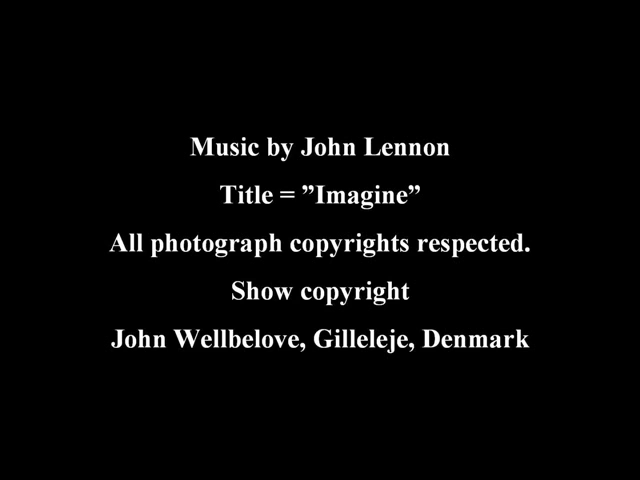 Music by John Lennon
Title = ”Imagine”
All photograph copyrights respected.
Show copyright
John Wellbelove, Gilleleje, Denmark